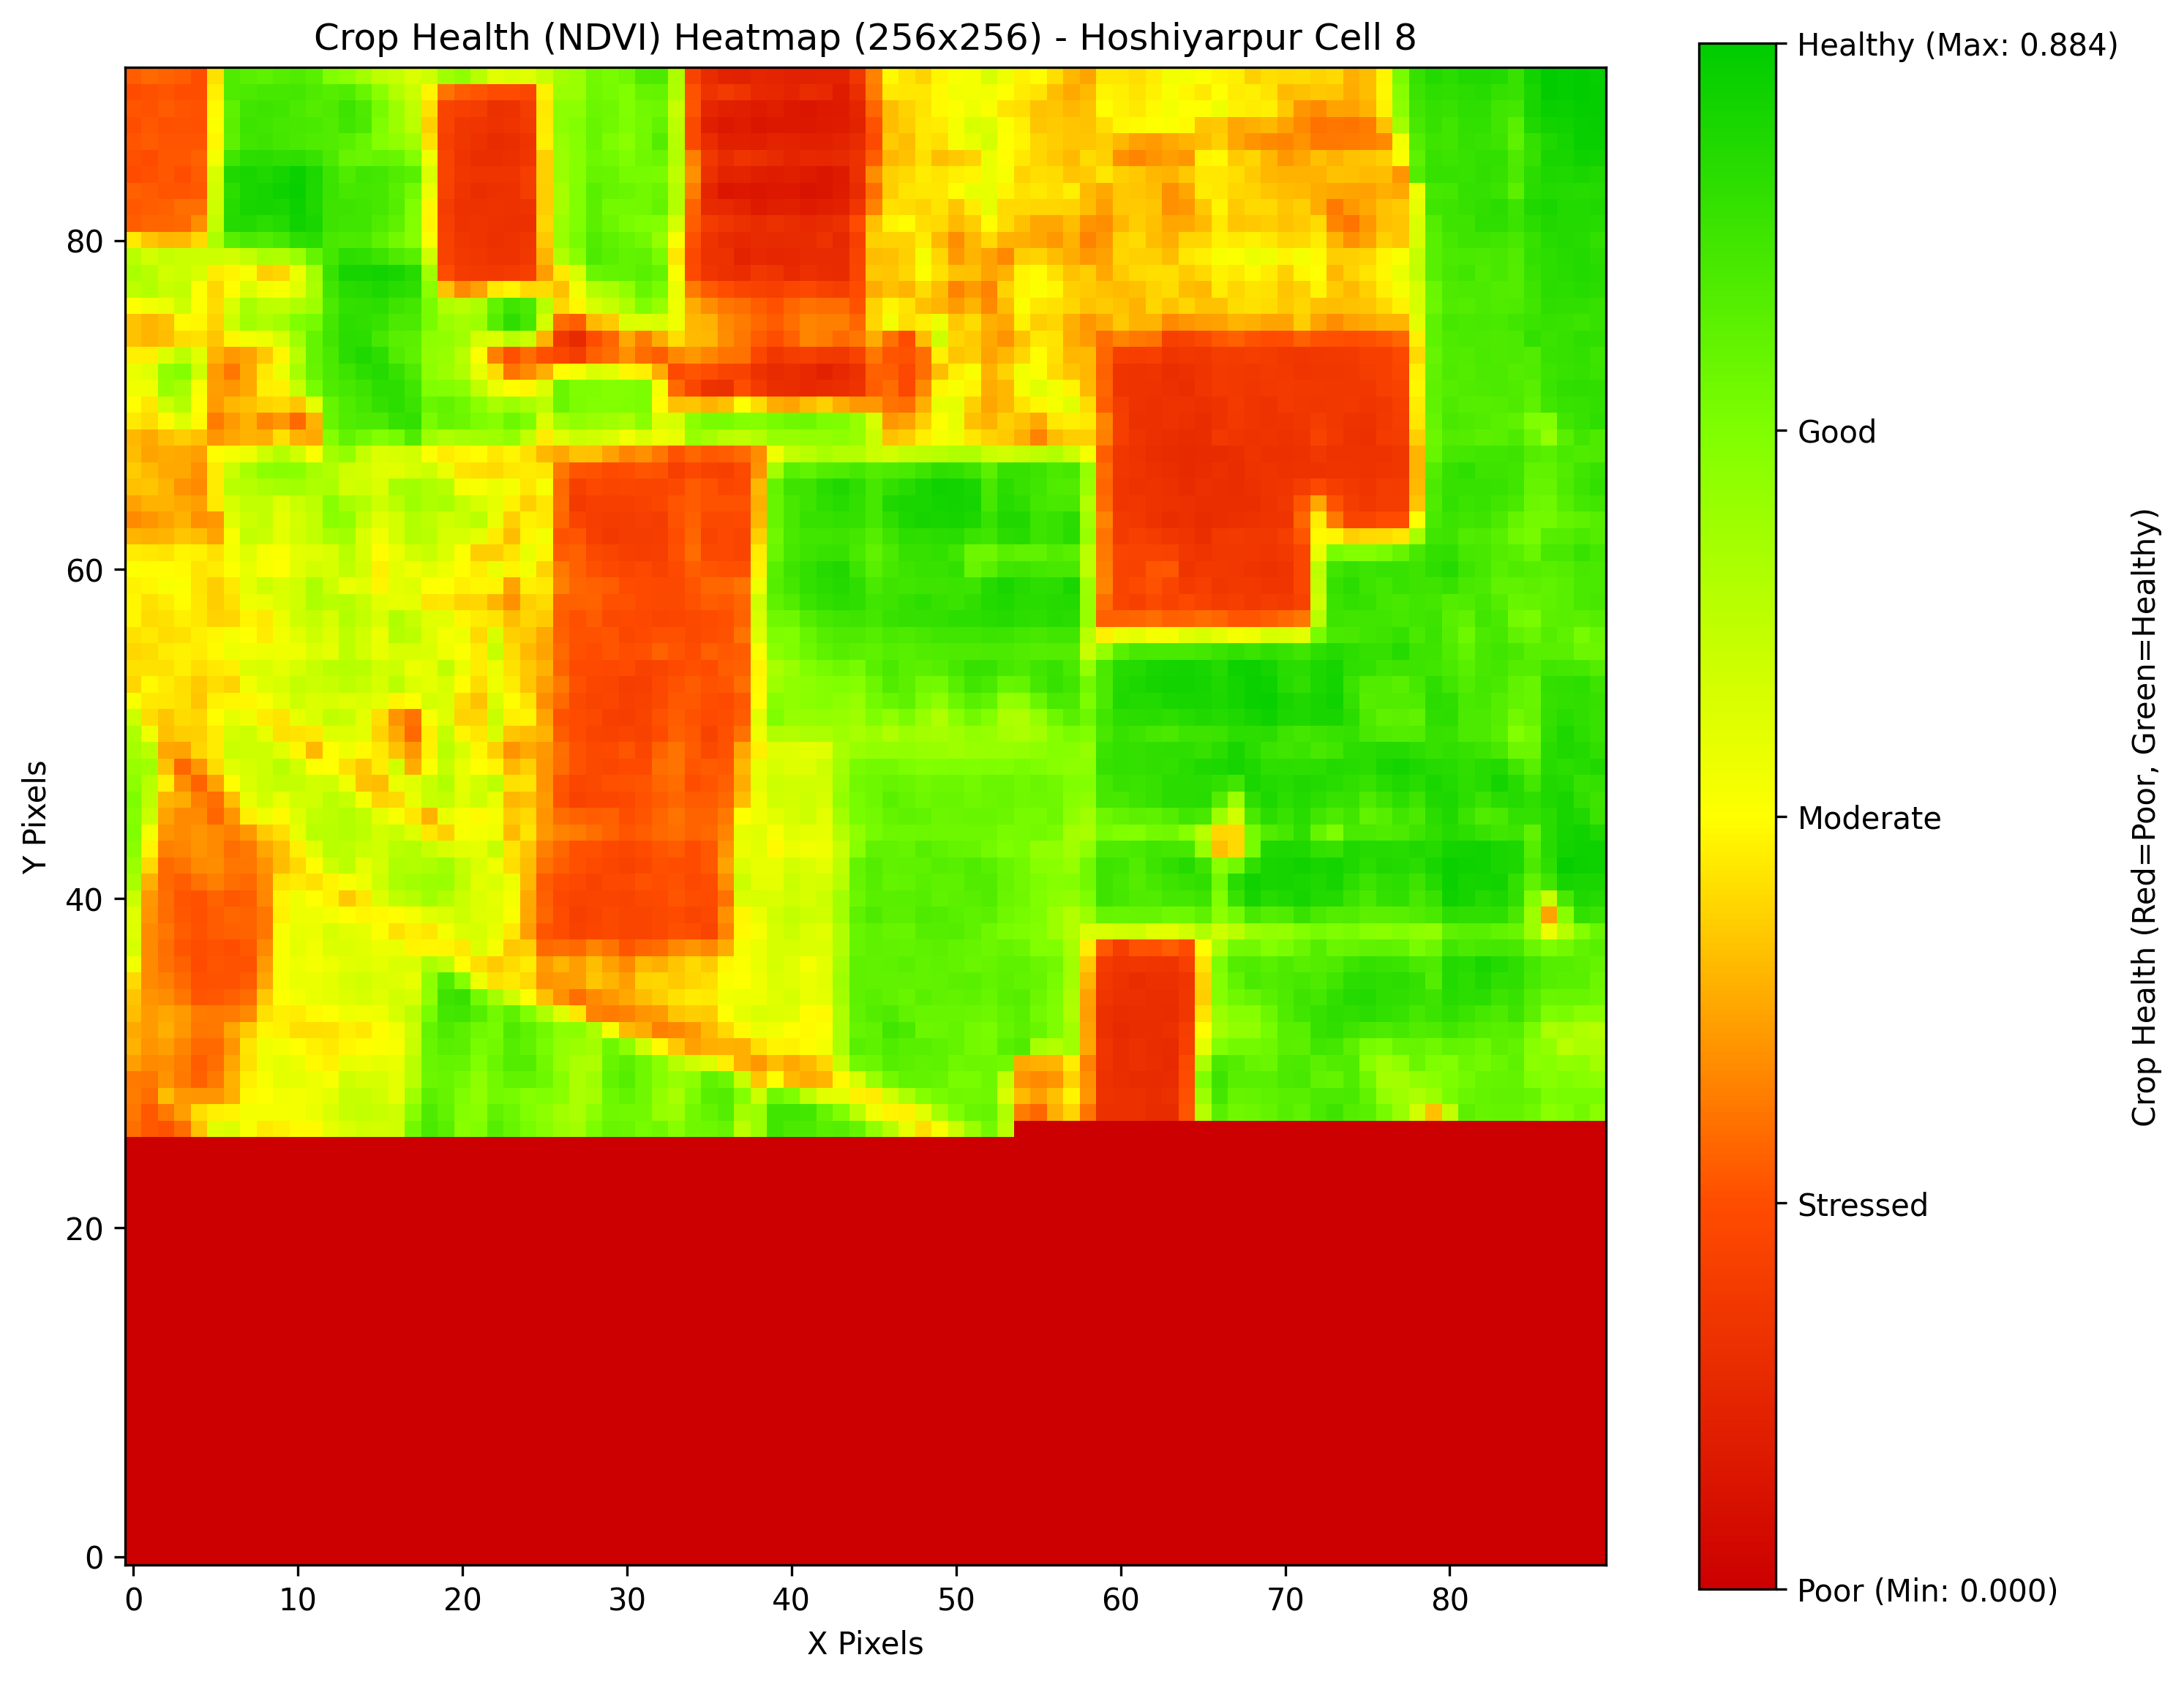 Crop Health (NDVI) Heatmap (256x256) - Hoshiyarpur Cell 8
Y Pixels
80
60
40
20
0
0 10 20 30 40 50 60 70 80
X Pixels
Healthy (Max: 0.884)
Good
Moderate
Stressed
Poor (Min: 0.000)
Crop Health (Red=Poor, Green=Healthy)